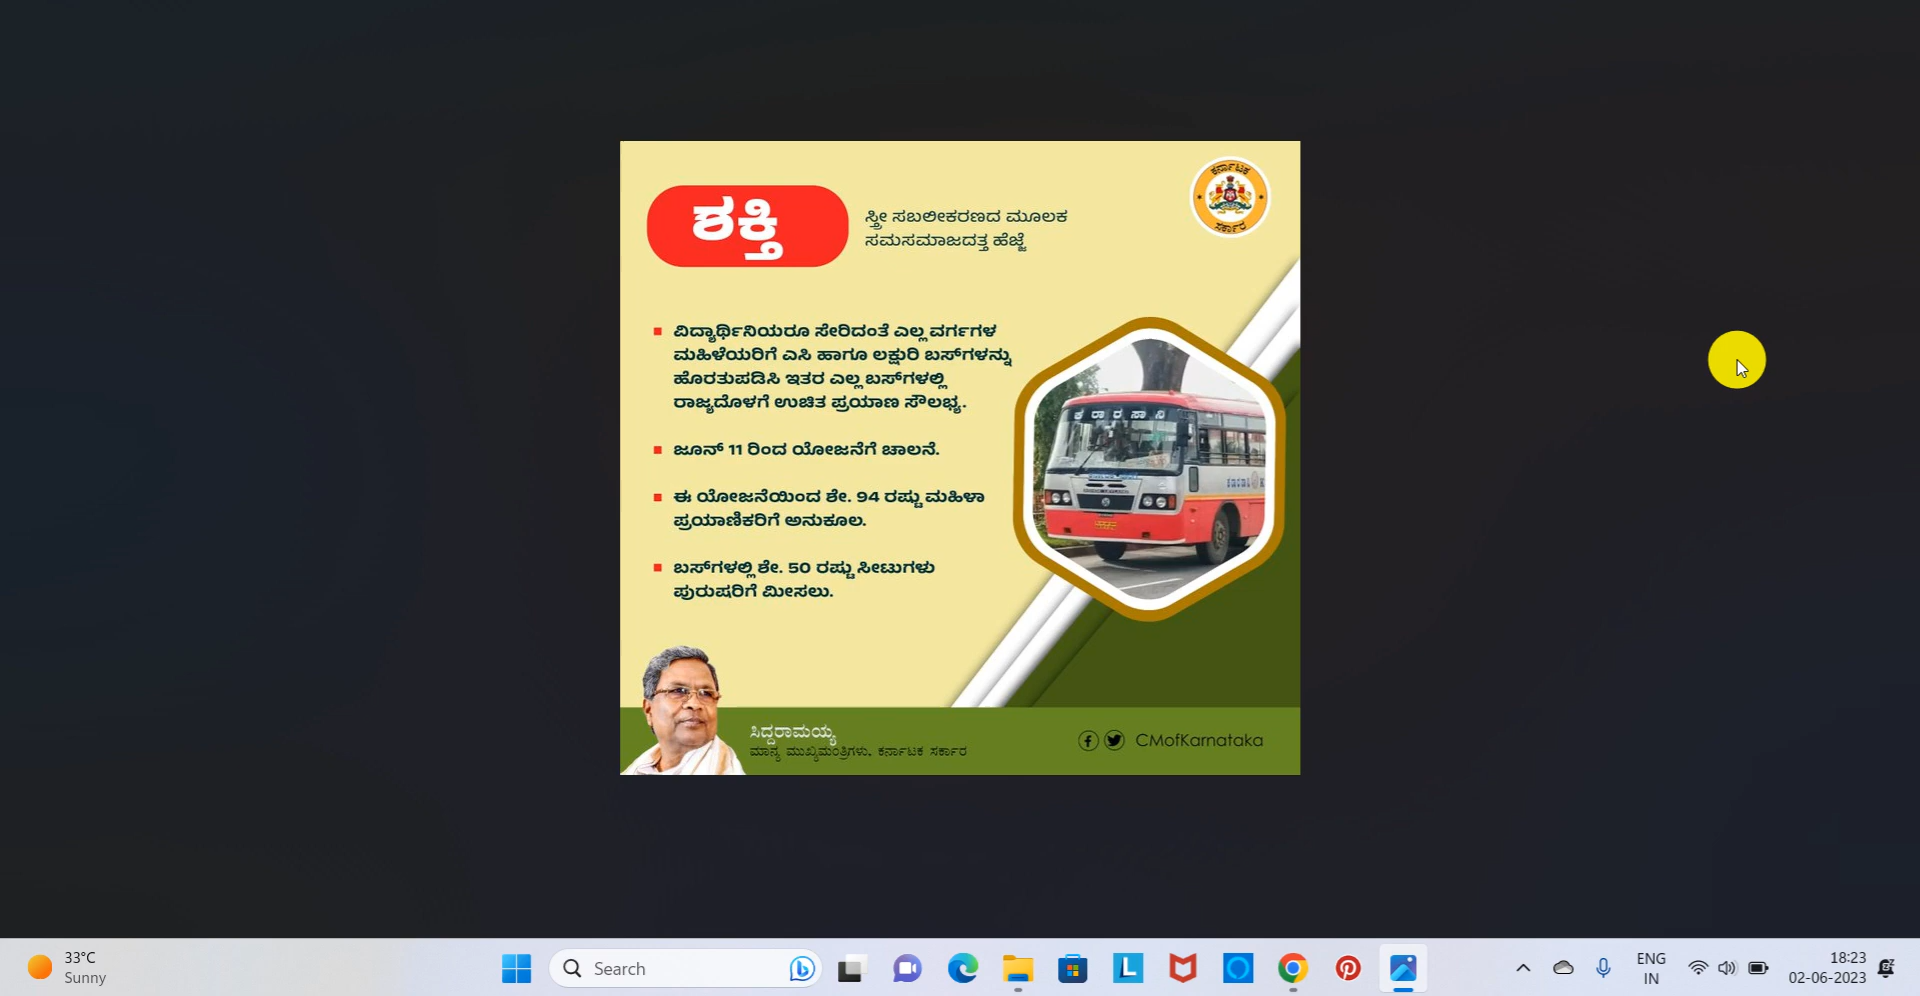 ಕರ್ನಾಟಕ
ಸರ್ಕಾರ
ಶಕ್ತಿ
ಸ್ತ್ರೀ ಸಬಲೀಕರಣದ ಮೂಲಕ
ಸಮಸಮಾಜದತ್ತ ಹೆಜ್ಜೆ
ವಿದ್ಯಾರ್ಥಿನಿಯರೂ ಸೇರಿದಂತೆ ಎಲ್ಲ ವರ್ಗಗಳ
ಮಹಿಳೆಯರಿಗೆ ಎಸಿ ಹಾಗೂ ಲಕ್ಷುರಿ ಬಸ್‌ಗಳನ್ನು
ಹೊರತುಪಡಿಸಿ ಇತರ ಎಲ್ಲ ಬಸ್‌ಗಳಲ್ಲಿ
ರಾಜ್ಯದೊಳಗೆ ಉಚಿತ ಪ್ರಯಾಣ ಸೌಲಭ್ಯ.
ಜೂನ್ 11 ರಿಂದ ಯೋಜನೆಗೆ ಚಾಲನೆ.
ಈ ಯೋಜನೆಯಿಂದ ಶೇ. 94 ರಷ್ಟು ಮಹಿಳಾ
ಪ್ರಯಾಣಿಕರಿಗೆ ಅನುಕೂಲ.
ಬಸ್‌ಗಳಲ್ಲಿ ಶೇ. 50 ರಷ್ಟು ಸೀಟುಗಳು
ಪುರುಷರಿಗೆ ಮೀಸಲು.
ಕ ರಾ ರ ಸಾ ನಿ
ಸಿದ್ದರಾಮಯ್ಯ
ಮಾನ್ಯ ಮುಖ್ಯಮಂತ್ರಿಗಳು, ಕರ್ನಾಟಕ ಸರ್ಕಾರ
CMofKarnataka
33°C
Sunny
Search
ENG
IN
18:23
02-06-2023